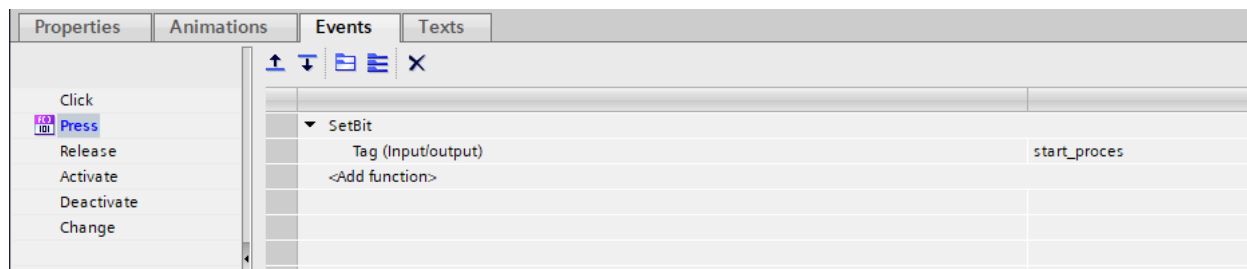 Properties Animations Events Texts
Click
Press
Release
Activate
Deactivate
Change
SetBit
Tag (Input/output) start_proces
<Add function>